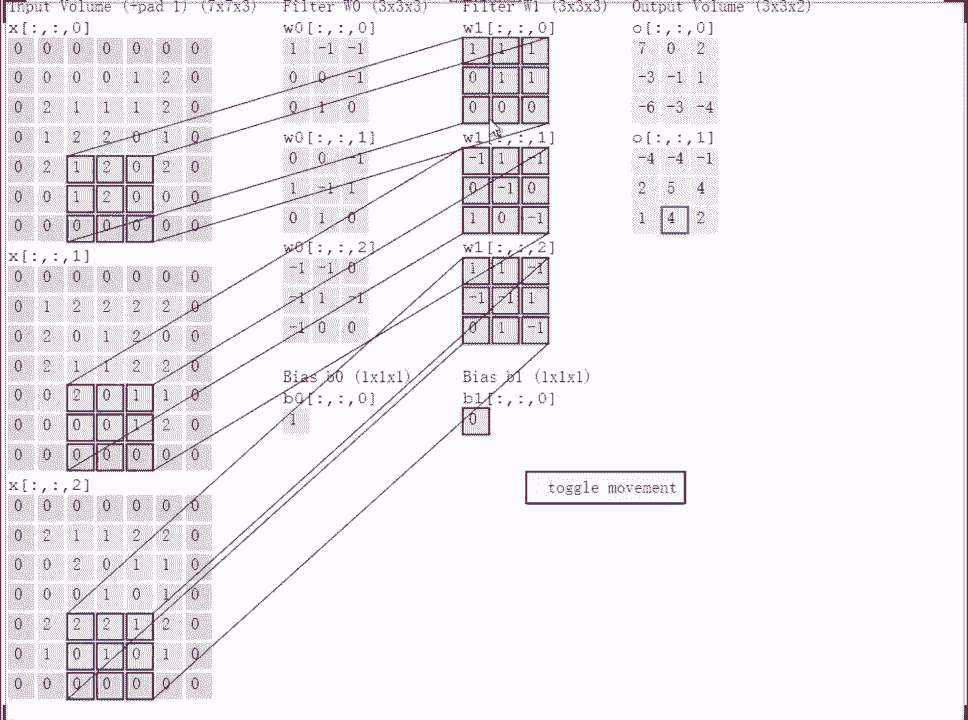 Input Volume (+pad 1) (7x7x3)
x[:,:,0]
0 0 0 0 0 0 0
0 0 0 0 1 2 0
0 2 1 1 1 2 0
0 1 2 2 0 1 0
0 2 1 2 0 2 0
0 0 1 2 0 0 0
0 0 0 0 0 0 0
x[:,:,1]
0 0 0 0 0 0 0
0 1 2 2 2 2 0
0 2 0 1 2 0 0
0 2 1 1 2 2 0
0 0 2 0 1 1 0
0 0 0 0 1 2 0
0 0 0 0 0 0 0
x[:,:,2]
0 0 0 0 0 0 0
0 2 1 1 2 2 0
0 0 2 0 1 1 0
0 0 0 1 0 1 0
0 2 2 2 1 2 0
0 1 0 1 0 1 0
0 0 0 0 0 0 0
Filter W0 (3x3x3)
w0[:,:,0]
1 -1 -1
0 0 -1
0 1 0
w0[:,:,1]
0 0 -1
1 -1 1
0 1 0
w0[:,:,2]
-1 -1 0
-1 1 -1
-1 0 0
Bias b0 (1x1x1)
b0[:,:,0]
1
Filter W1 (3x3x3)
w1[:,:,0]
1 1 1
0 1 1
0 0 0
w1[:,:,1]
-1 1 -1
0 -1 0
1 0 -1
w1[:,:,2]
1 1 -1
-1 -1 1
0 1 -1
Bias b1 (1x1x1)
b1[:,:,0]
0
Output Volume (3x3x2)
o[:,:,0]
7 0 2
-3 -1 1
-6 -3 -4
o[:,:,1]
-4 -4 -1
2 5 4
1 4 2
toggle movement